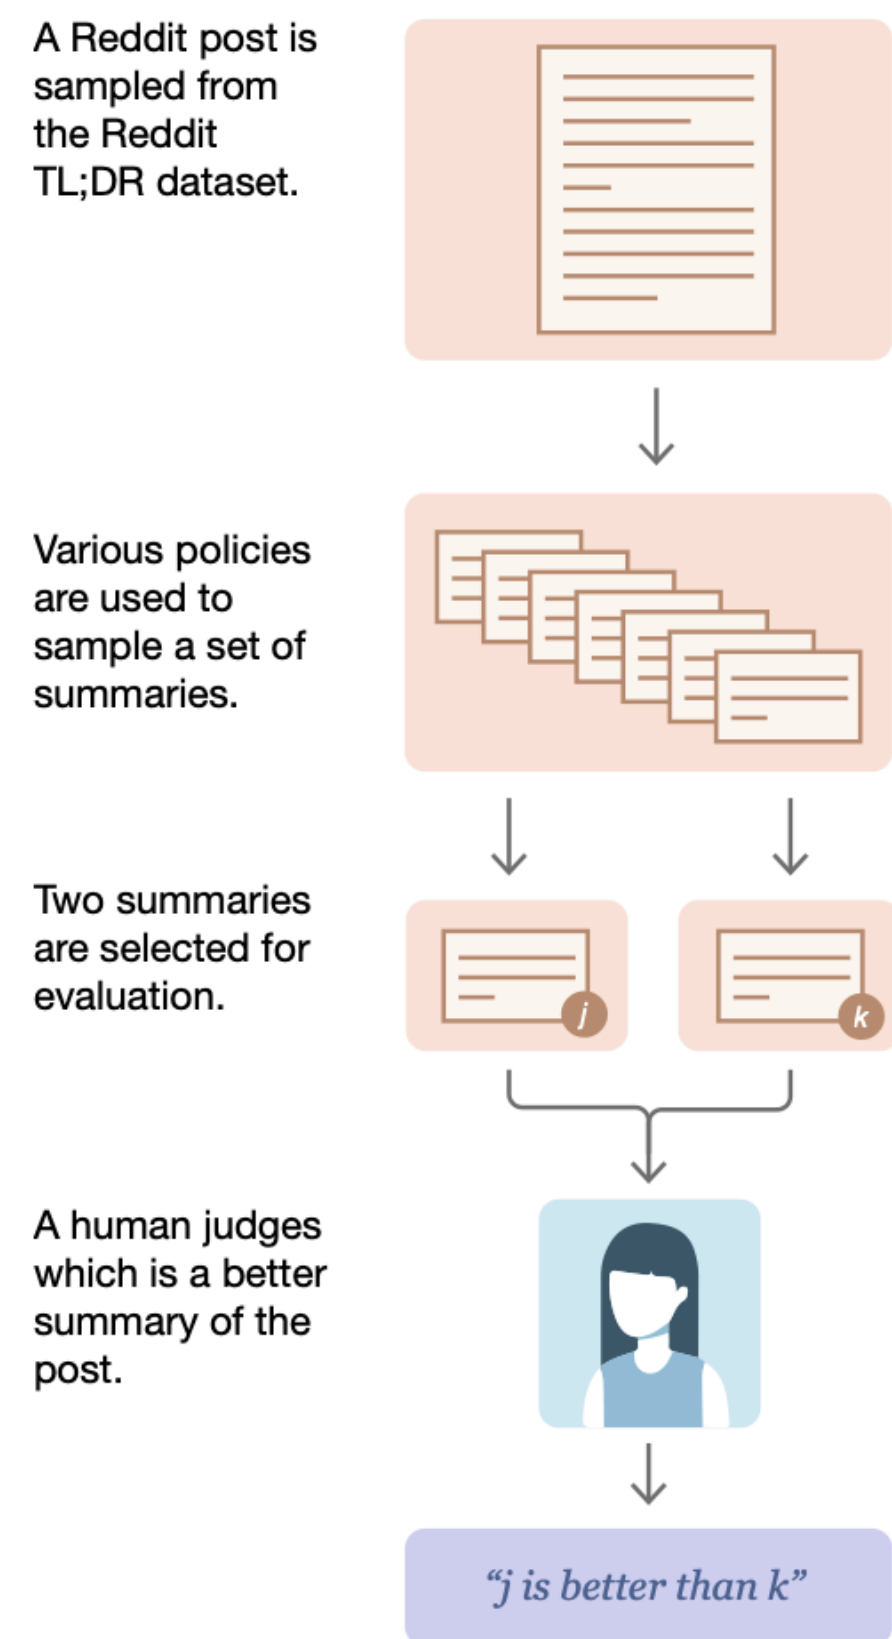 A Reddit post is
sampled from
the Reddit
TL;DR dataset.
Various policies
are used to
sample a set of
summaries.
Two summaries
are selected for
evaluation.
j
k
A human judges
which is a better
summary of the
post.
“j is better than k”